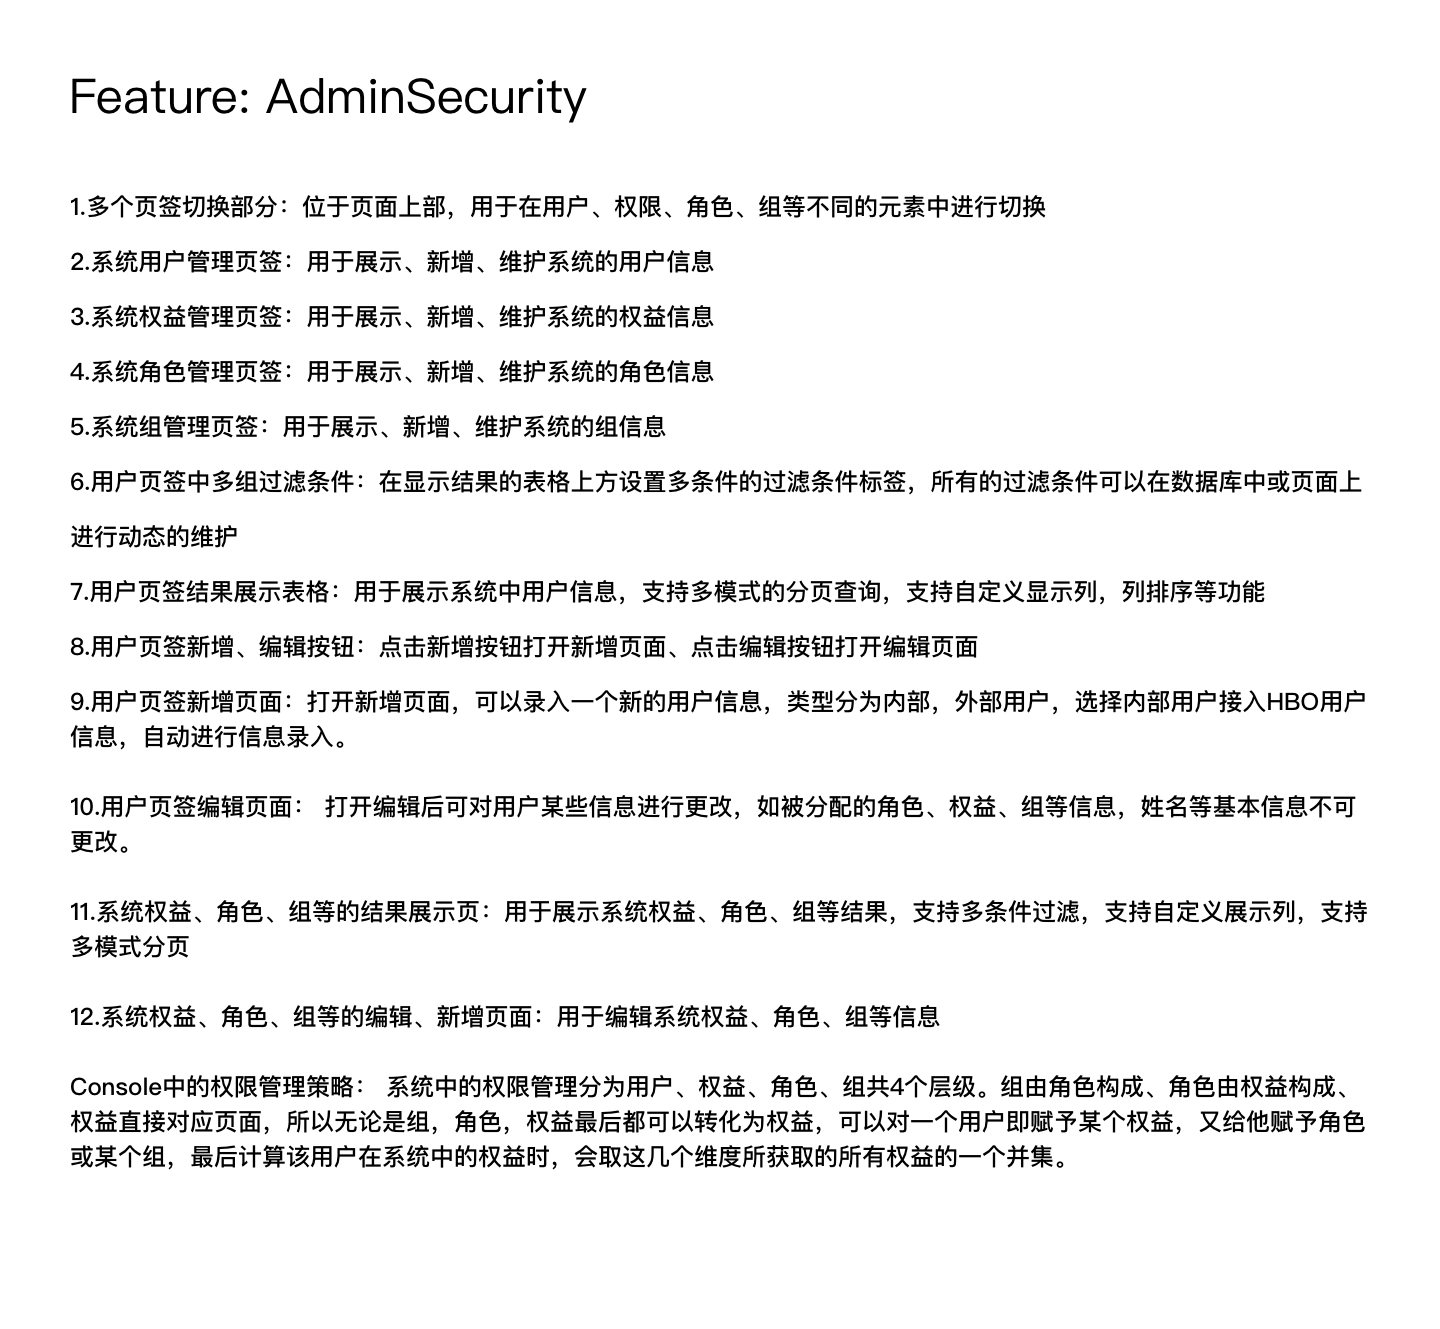 Feature: AdminSecurity
1.多个页签切换部分：位于页面上部，用于在用户、权限、角色、组等不同的元素中进行切换
2.系统用户管理页签：用于展示、新增、维护系统的用户信息
3.系统权益管理页签：用于展示、新增、维护系统的权益信息
4.系统角色管理页签：用于展示、新增、维护系统的角色信息
5.系统组管理页签：用于展示、新增、维护系统的组信息
6.用户页签中多组过滤条件：在显示结果的表格上方设置多条件的过滤条件标签，所有的过滤条件可以在数据库中或页面上
进行动态的维护
7.用户页签结果展示表格：用于展示系统中用户信息，支持多模式的分页查询，支持自定义显示列，列排序等功能
8.用户页签新增、编辑按钮：点击新增按钮打开新增页面、点击编辑按钮打开编辑页面
9.用户页签新增页面：打开新增页面，可以录入一个新的用户信息，类型分为内部，外部用户，选择内部用户接入HBO用户
信息，自动进行信息录入。
10.用户页签编辑页面： 打开编辑后可对用户某些信息进行更改，如被分配的角色、权益、组等信息，姓名等基本信息不可
更改。
11.系统权益、角色、组等的结果展示页：用于展示系统权益、角色、组等结果，支持多条件过滤，支持自定义展示列，支持
多模式分页
12.系统权益、角色、组等的编辑、新增页面：用于编辑系统权益、角色、组等信息
Console中的权限管理策略： 系统中的权限管理分为用户、权益、角色、组共4个层级。组由角色构成、角色由权益构成、
权益直接对应页面，所以无论是组，角色，权益最后都可以转化为权益，可以对一个用户即赋予某个权益，又给他赋予角色
或某个组，最后计算该用户在系统中的权益时，会取这几个维度所获取的所有权益的一个并集。